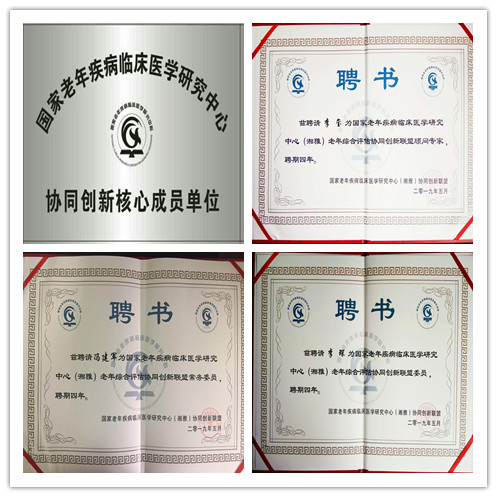 国家老年疾病临床医学研究中心
协同创新核心成员单位
聘书
兹聘请 李 为国家老年疾病临床医学研究
中心（湘雅）老年综合评估协同创新联盟顾问专家，
聘期四年。
国家老年疾病临床医学研究中心（湘雅）协同创新联盟
二〇一九年五月
聘书
兹聘请冯建军为国家老年疾病临床医学研究
中心（湘雅）老年综合评估协同创新联盟常务委员，
聘期四年。
国家老年疾病临床医学研究中心（湘雅）协同创新联盟
二〇一九年五月
聘书
兹聘请 李 为国家老年疾病临床医学研究
中心（湘雅）老年综合评估协同创新联盟委员，
聘期四年。
国家老年疾病临床医学研究中心（湘雅）协同创新联盟
二〇一九年五月